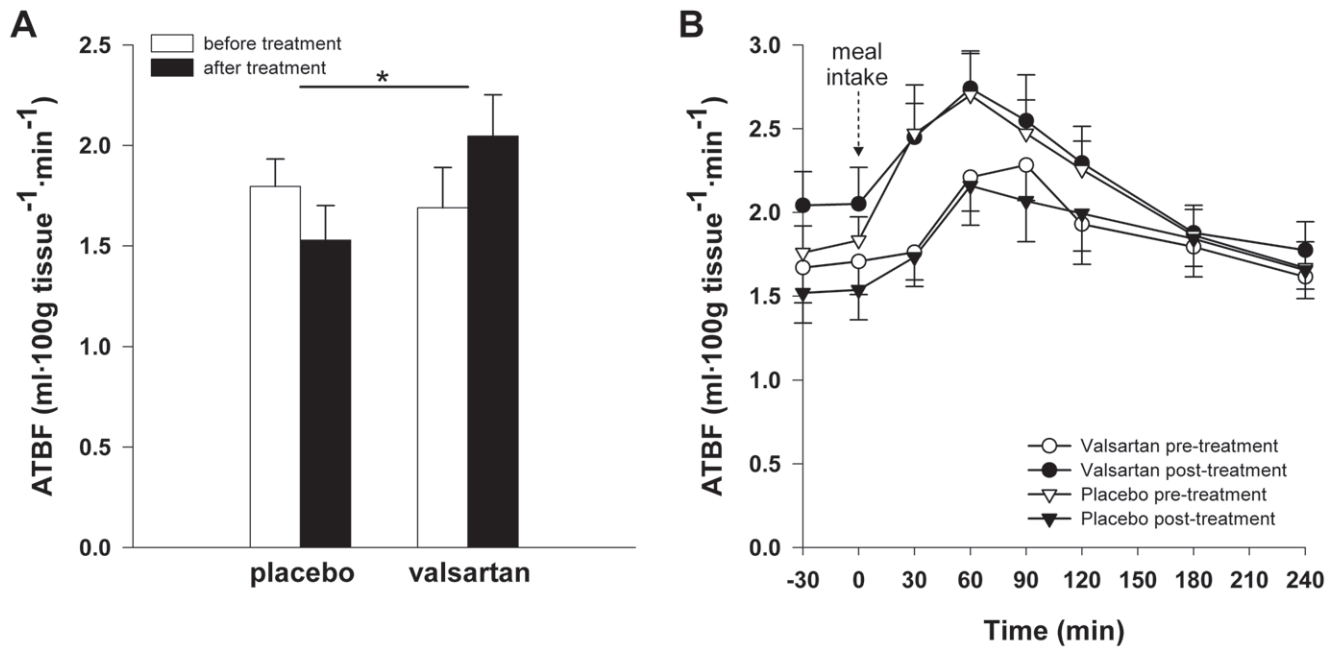 A
ATBF (ml·100g tissue⁻¹·min⁻¹)
2.5
2.0
1.5
1.0
0.5
0.0
before treatment
after treatment
*
placebo valsartan
B
ATBF (ml·100g tissue⁻¹·min⁻¹)
3.0
2.5
2.0
1.5
1.0
0.5
0.0
meal
intake
Valsartan pre-treatment
Valsartan post-treatment
Placebo pre-treatment
Placebo post-treatment
-30 0 30 60 90 120 150 180 210 240
Time (min)